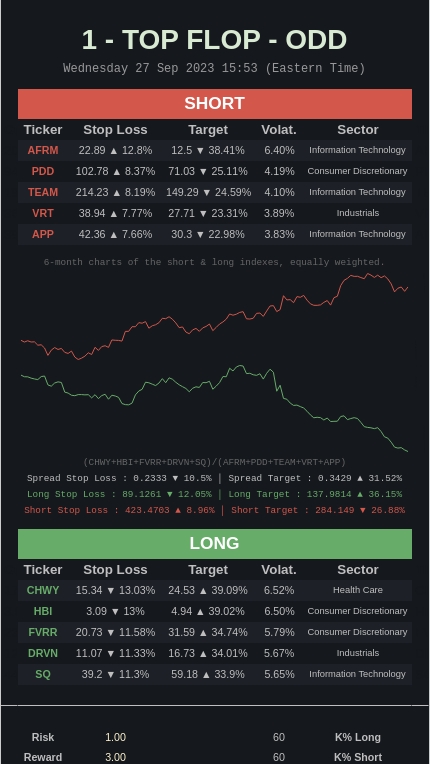 1 - TOP FLOP - ODD
Wednesday 27 Sep 2023 15:53 (Eastern Time)
SHORT
Ticker Stop Loss Target Volat. Sector
AFRM 22.89 ▲ 12.8% 12.5 ▼ 38.41% 6.40% Information Technology
PDD 102.78 ▲ 8.37% 71.03 ▼ 25.11% 4.19% Consumer Discretionary
TEAM 214.23 ▲ 8.19% 149.29 ▼ 24.59% 4.10% Information Technology
VRT 38.94 ▲ 7.77% 27.71 ▼ 23.31% 3.89% Industrials
APP 42.36 ▲ 7.66% 30.3 ▼ 22.98% 3.83% Information Technology
6-month charts of the short & long indexes, equally weighted.
(CHWY+HBI+FVRR+DRVN+SQ)/(AFRM+PDD+TEAM+VRT+APP)
Spread Stop Loss : 0.2333 ▼ 10.5% | Spread Target : 0.3429 ▲ 31.52%
Long Stop Loss : 89.1261 ▼ 12.05% | Long Target : 137.9814 ▲ 36.15%
Short Stop Loss : 423.4703 ▲ 8.96% | Short Target : 284.149 ▼ 26.88%
LONG
Ticker Stop Loss Target Volat. Sector
CHWY 15.34 ▼ 13.03% 24.53 ▲ 39.09% 6.52% Health Care
HBI 3.09 ▼ 13% 4.94 ▲ 39.02% 6.50% Consumer Discretionary
FVRR 20.73 ▼ 11.58% 31.59 ▲ 34.74% 5.79% Consumer Discretionary
DRVN 11.07 ▼ 11.33% 16.73 ▲ 34.01% 5.67% Industrials
SQ 39.2 ▼ 11.3% 59.18 ▲ 33.9% 5.65% Information Technology
Risk 1.00 60 K% Long
Reward 3.00 60 K% Short